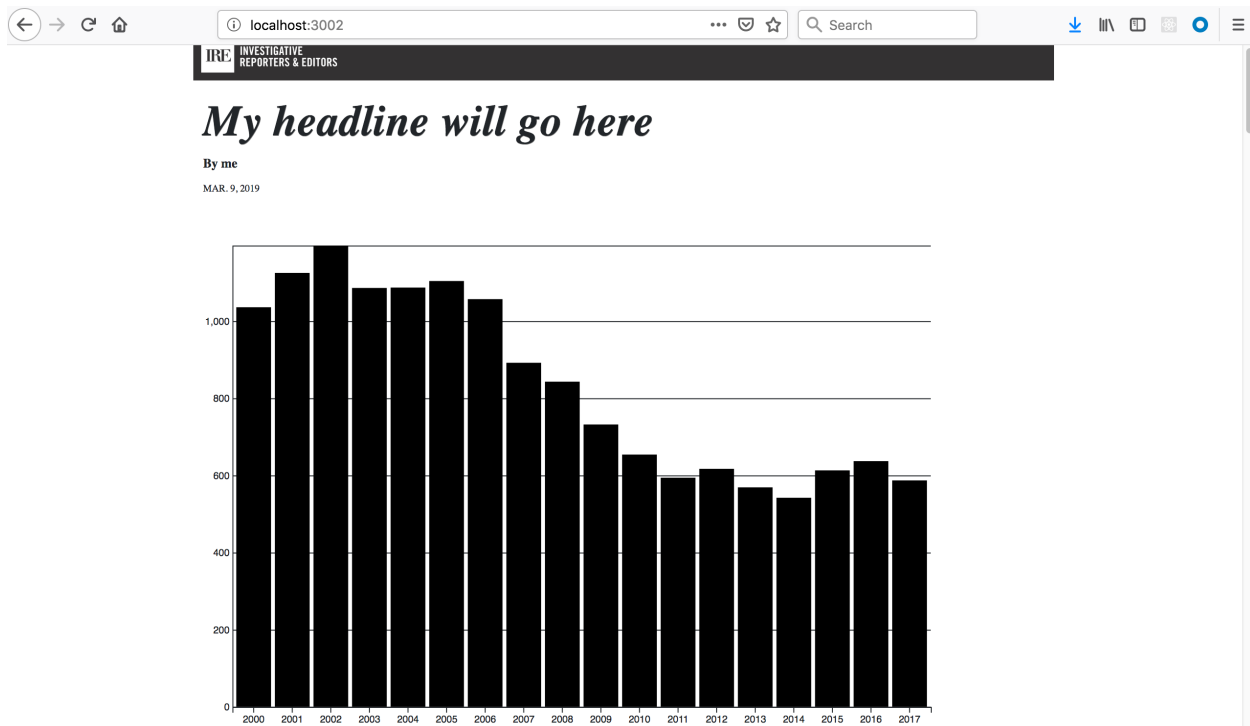 localhost:3002
Search
IRE
INVESTIGATIVE
REPORTERS & EDITORS
My headline will go here
By me
MAR. 9, 2019
1,000
800
600
400
200
0
2000 2001 2002 2003 2004 2005 2006 2007 2008 2009 2010 2011 2012 2013 2014 2015 2016 2017